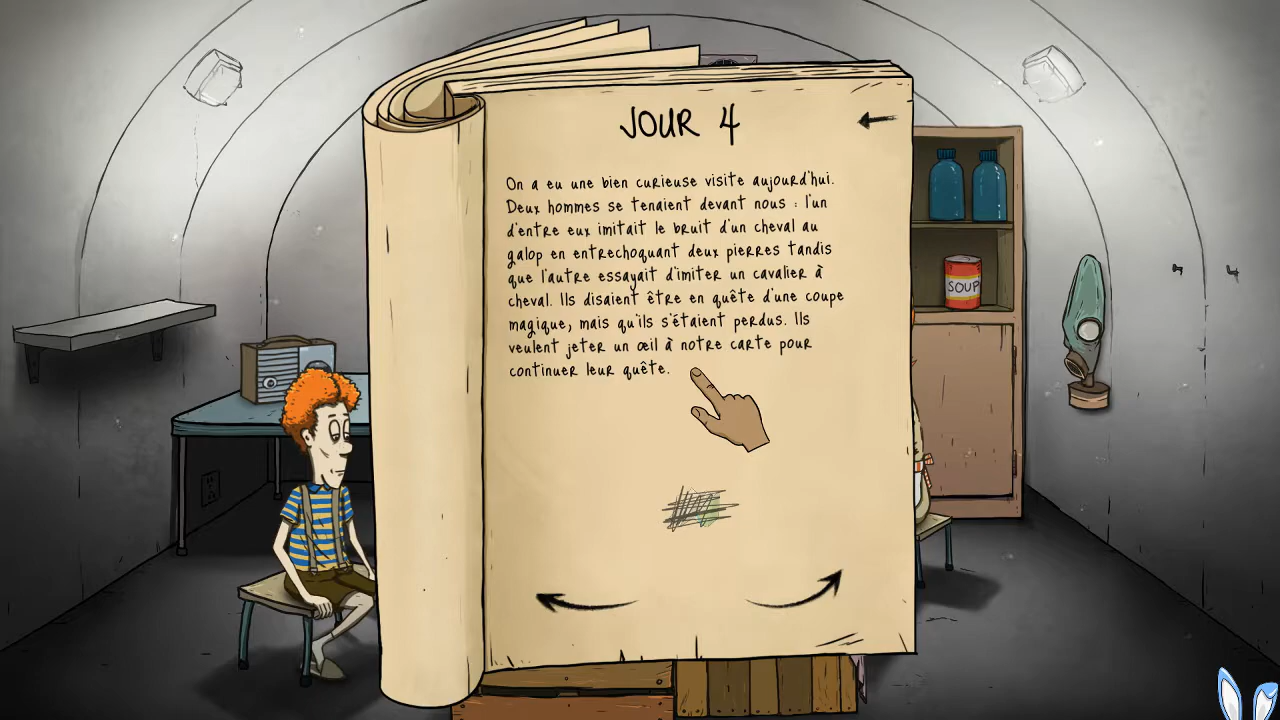 JOUR 4
On a eu une bien curieuse visite aujourd'hui.
Deux hommes se tenaient devant nous : l'un
d'entre eux imitait le bruit d'un cheval au
galop en entrechoquant deux pierres tandis
que l'autre essayait d'imiter un cavalier à
cheval. Ils disaient être en quête d'une coupe
magique, mais qu'ils s'étaient perdus. Ils
veulent jeter un œil à notre carte pour
continuer leur quête.
SOUP